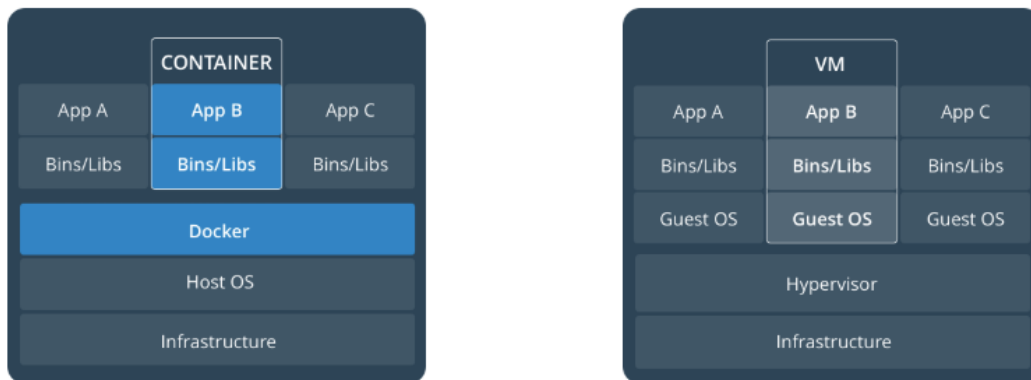 CONTAINER
App A App B App C
Bins/Libs Bins/Libs Bins/Libs
Docker
Host OS
Infrastructure
VM
App A App B App C
Bins/Libs Bins/Libs Bins/Libs
Guest OS Guest OS Guest OS
Hypervisor
Infrastructure